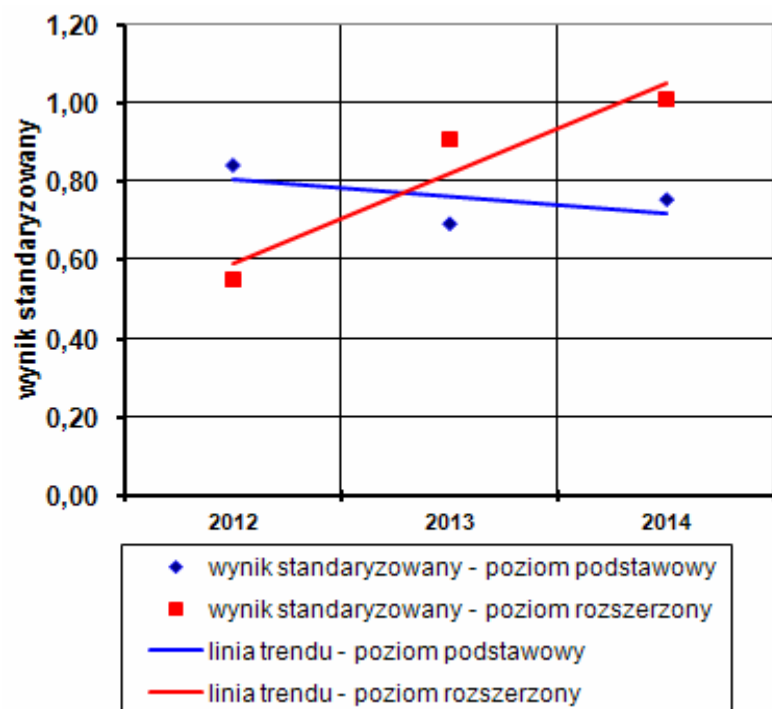 1,20
1,00
0,80
0,60
0,40
0,20
0,00
wynik standaryzowany
2012 2013 2014
wynik standaryzowany - poziom podstawowy
wynik standaryzowany - poziom rozszerzony
linia trendu - poziom podstawowy
linia trendu - poziom rozszerzony